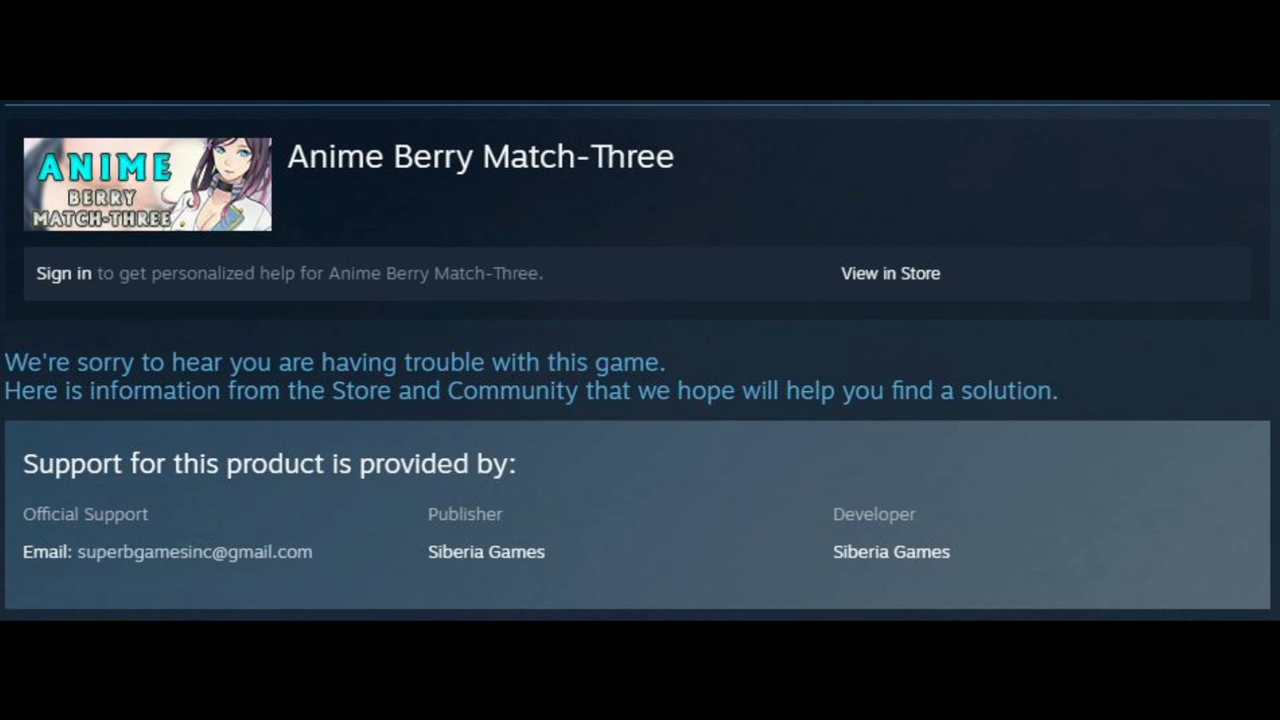 ANIME
BERRY
MATCH-THREE
Anime Berry Match-Three
Sign in to get personalized help for Anime Berry Match-Three.
View in Store
We're sorry to hear you are having trouble with this game.
Here is information from the Store and Community that we hope will help you find a solution.
Support for this product is provided by:
Official Support
Email: superbgamesinc@gmail.com
Publisher
Siberia Games
Developer
Siberia Games